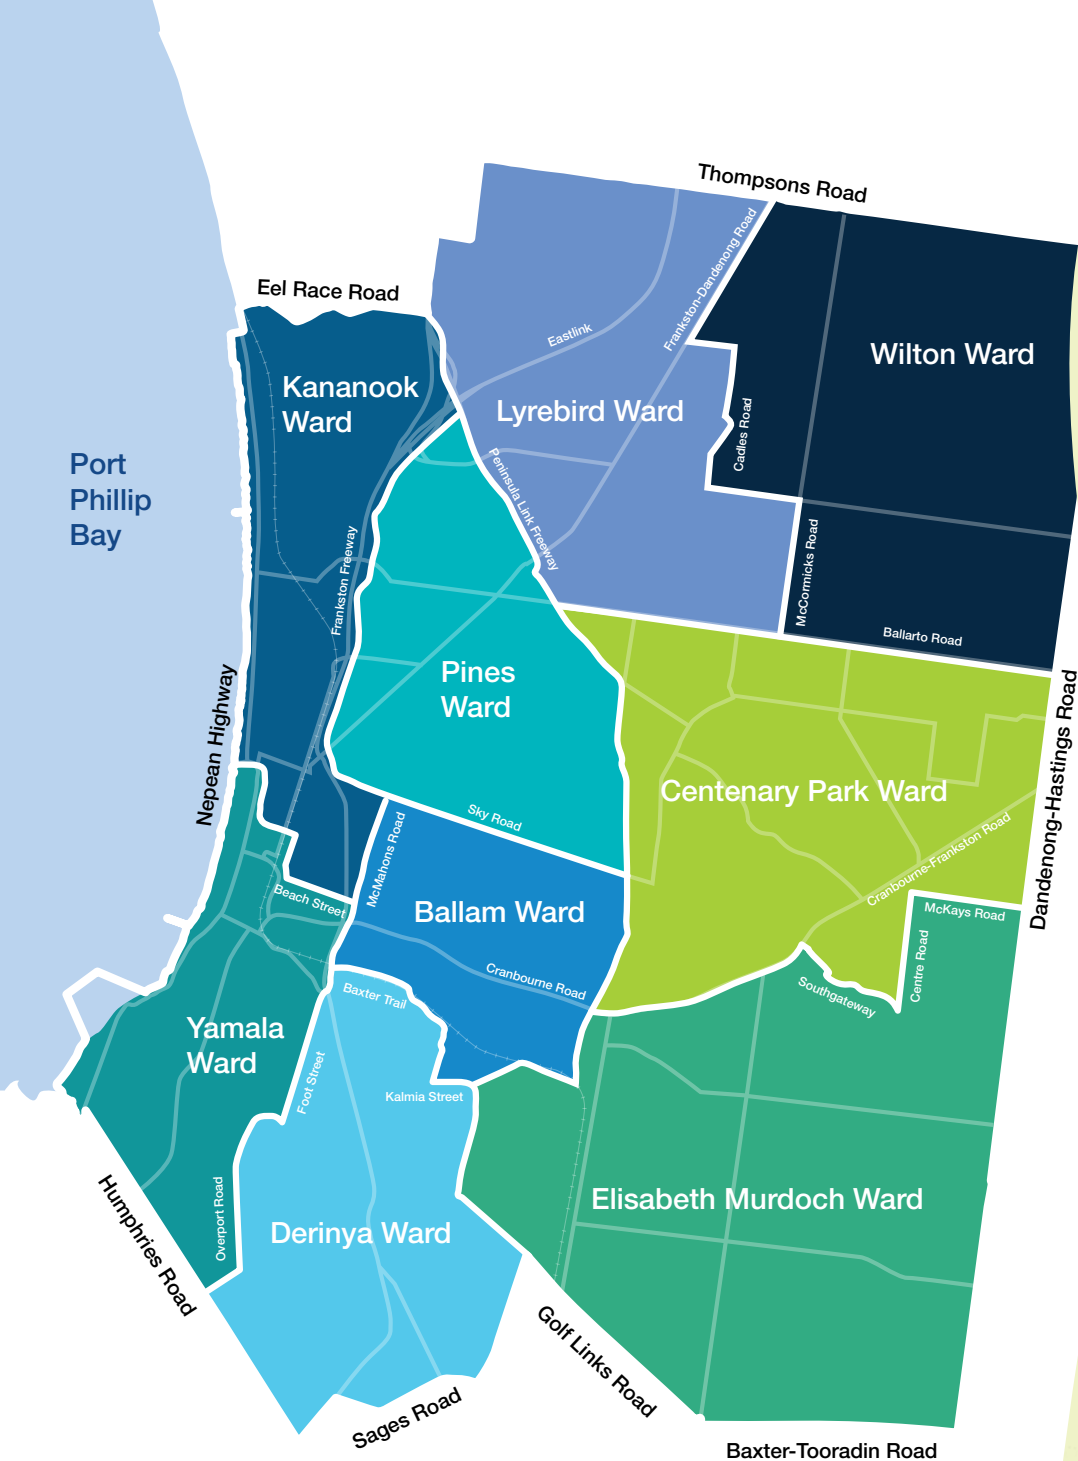 Thompsons Road
Eel Race Road
Frankston-Dandenong Road
Eastlink
Wilton Ward
Kananook
Ward
Lyrebird Ward
Cadles Road
Port
Phillip
Bay
Peninsula Link Freeway
Frankston Freeway
McCormicks Road
Ballarto Road
Pines
Ward
Nepean Highway
Dandenong-Hastings Road
Centenary Park Ward
Sky Road
McMahons Road
Cranbourne-Frankston Road
Beach Street
Ballam Ward
McKays Road
Centre Road
Cranbourne Road
Baxter Trail
Southgateway
Yamala
Ward
Foot Street
Kalmia Street
Elisabeth Murdoch Ward
Overport Road
Derinya Ward
Humphries Road
Golf Links Road
Sages Road
Baxter-Tooradin Road